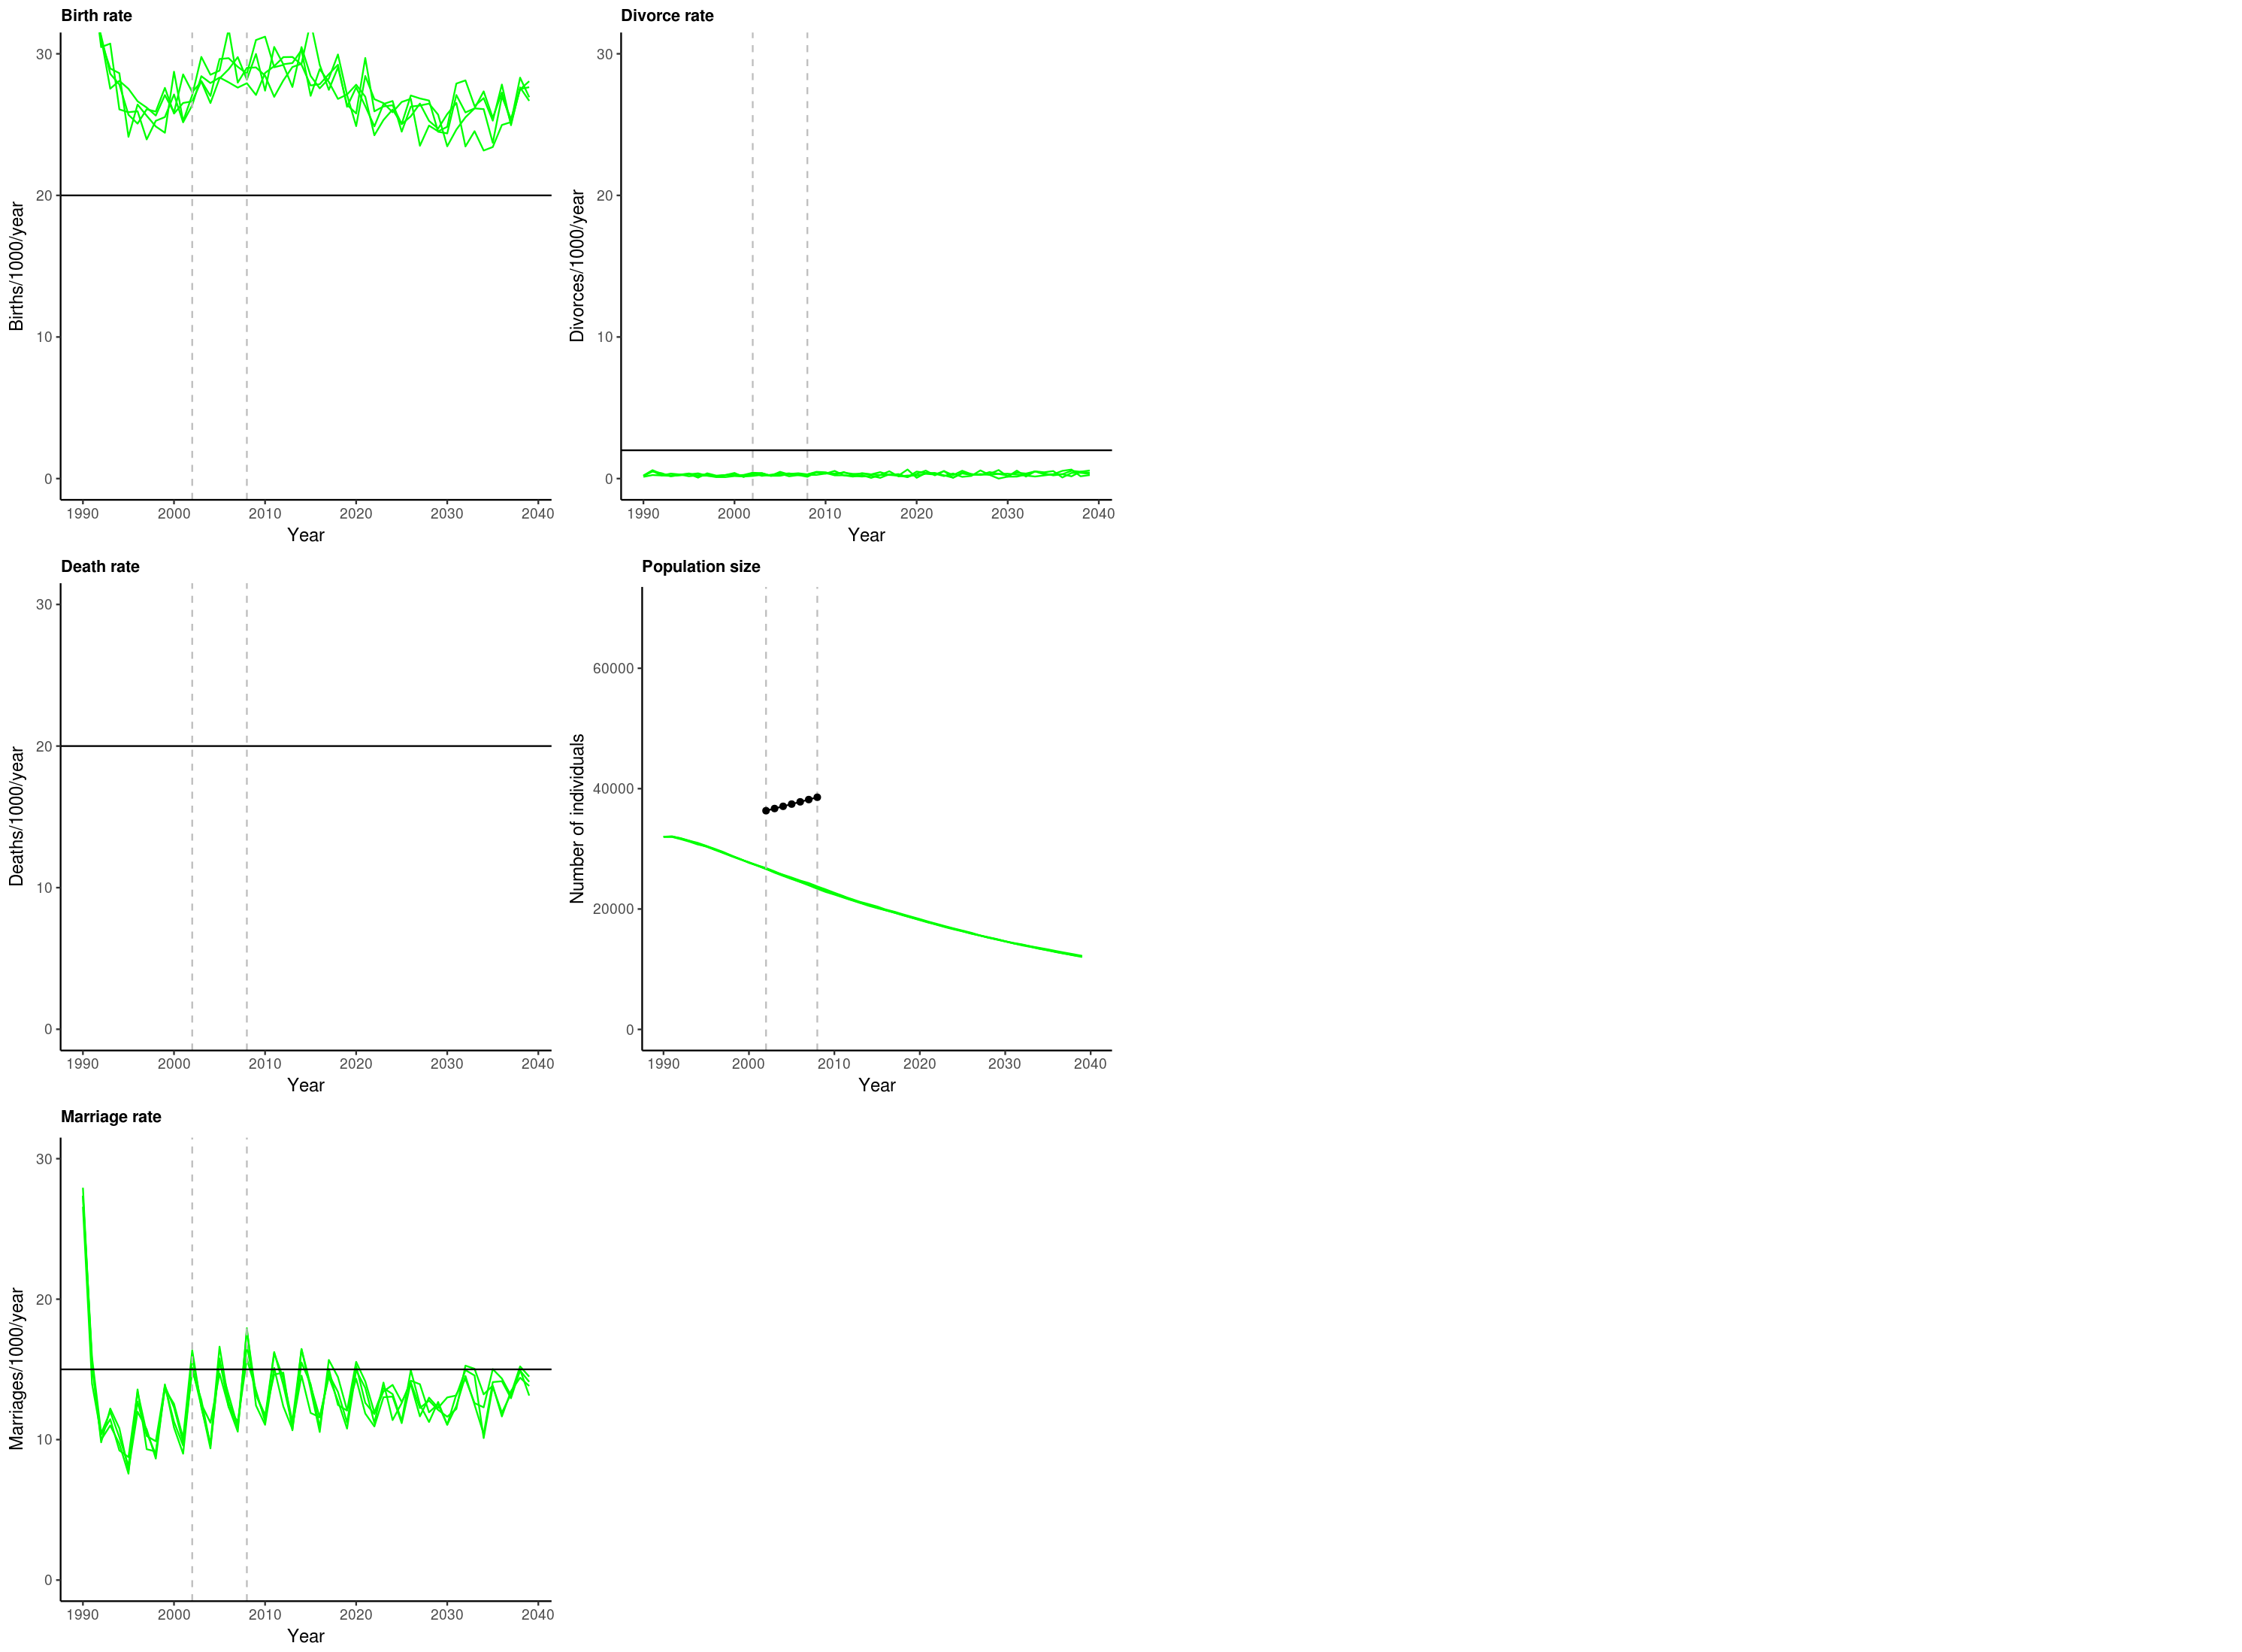 Birth rate
30
20
10
0
Births/1000/year
1990 2000 2010 2020 2030 2040
Year
Divorce rate
30
20
10
0
Divorces/1000/year
1990 2000 2010 2020 2030 2040
Year
Death rate
30
20
10
0
Deaths/1000/year
1990 2000 2010 2020 2030 2040
Year
Population size
60000
40000
20000
0
Number of individuals
1990 2000 2010 2020 2030 2040
Year
Marriage rate
30
20
10
0
Marriages/1000/year
1990 2000 2010 2020 2030 2040
Year